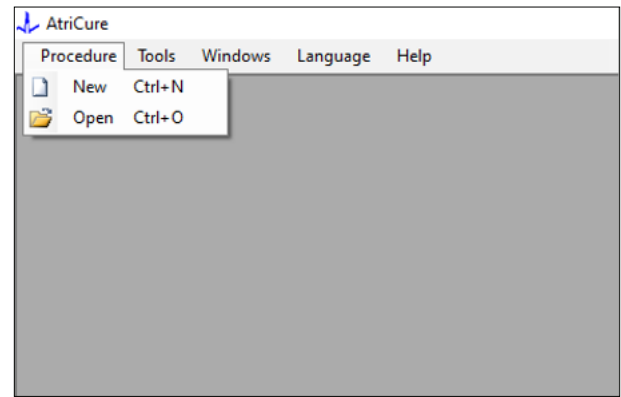 AtriCure
Procedure Tools Windows Language Help
New Ctrl+N
Open Ctrl+O